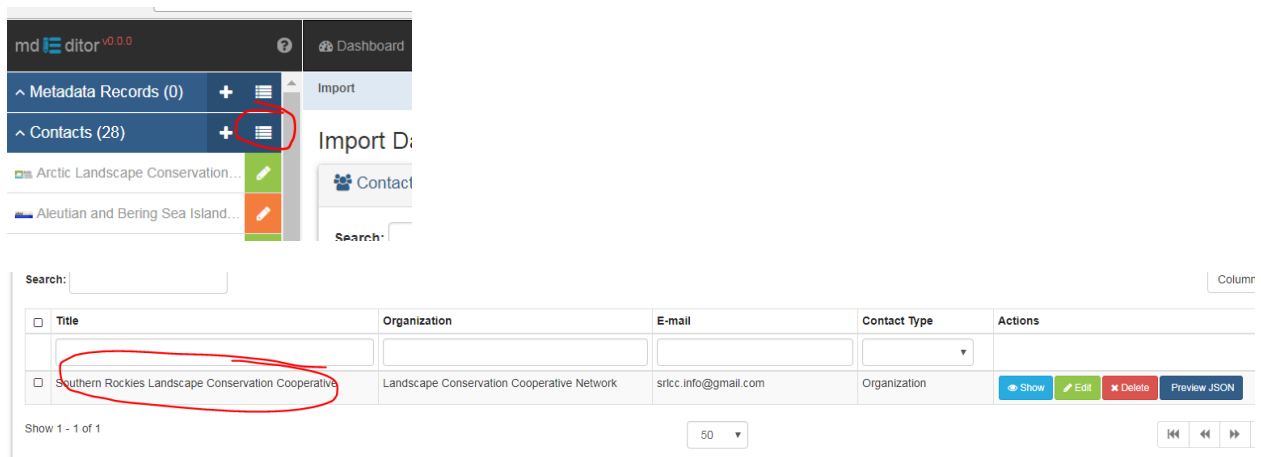 md ditor v0.0.0
Dashboard
Metadata Records (0)
Import
Contacts (28)
Import Da
Arctic Landscape Conservation...
Contact
Aleutian and Bering Sea Island...
Search:
Search:
Column
Title Organization E-mail Contact Type Actions
Southern Rockies Landscape Conservation Cooperative Landscape Conservation Cooperative Network srlcc.info@gmail.com Organization Show Edit Delete Preview JSON
Show 1 - 1 of 1 50